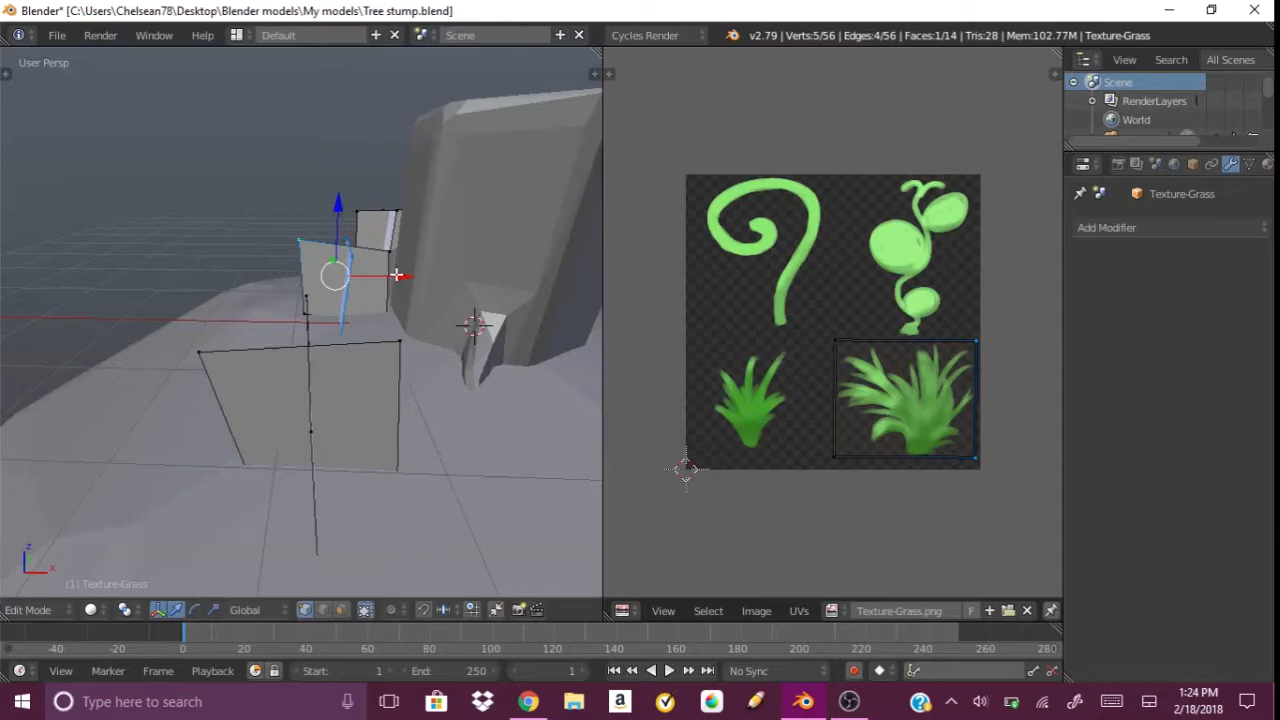 Blender* [C:\Users\Chelsean78\Desktop\Blender models\My models\Tree stump.blend]
File Render Window Help Default Scene Cycles Render v2.79 | Verts:5/56 | Edges:4/56 | Faces:1/14 | Tris:28 | Mem:102.77M | Texture-Grass
User Persp
View Search All Scenes
Scene
RenderLayers
World
Texture-Grass
Add Modifier
z
x
(1) Texture-Grass
Edit Mode Global View Select Image UVs Texture-Grass.png F
-40 -20 0 20 40 60 80 100 120 140 160 180 200 220 240 260 280
View Marker Frame Playback Start: 1 End: 250 1 No Sync
Type here to search
1:24 PM
2/18/2018